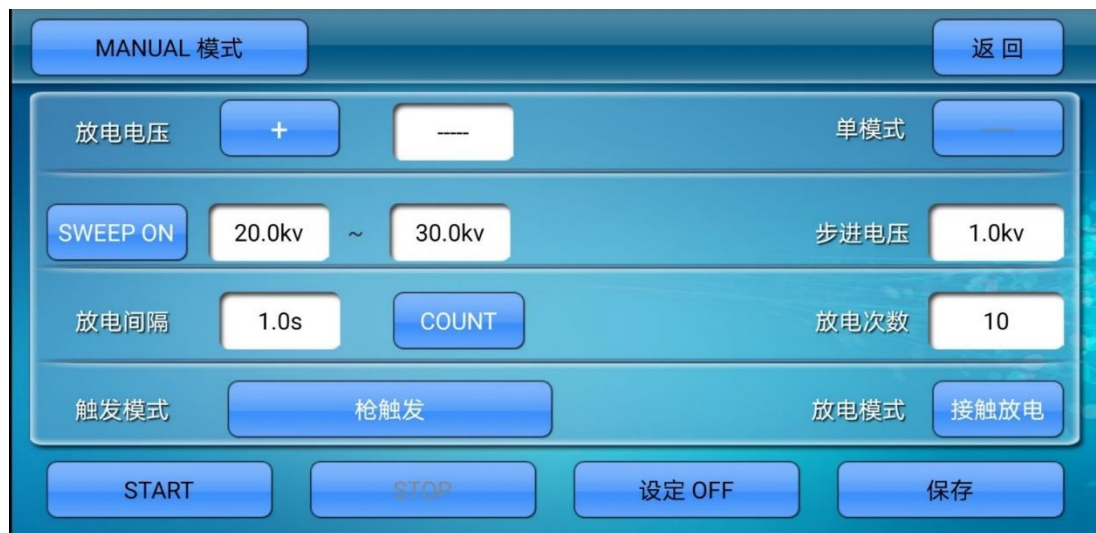 MANUAL 模式 返 回
放电电压 + ----- 单模式 —
SWEEP ON 20.0kv ~ 30.0kv 步进电压 1.0kv
放电间隔 1.0s COUNT 放电次数 10
触发模式 枪触发 放电模式 接触放电
START STOP 设定 OFF 保存